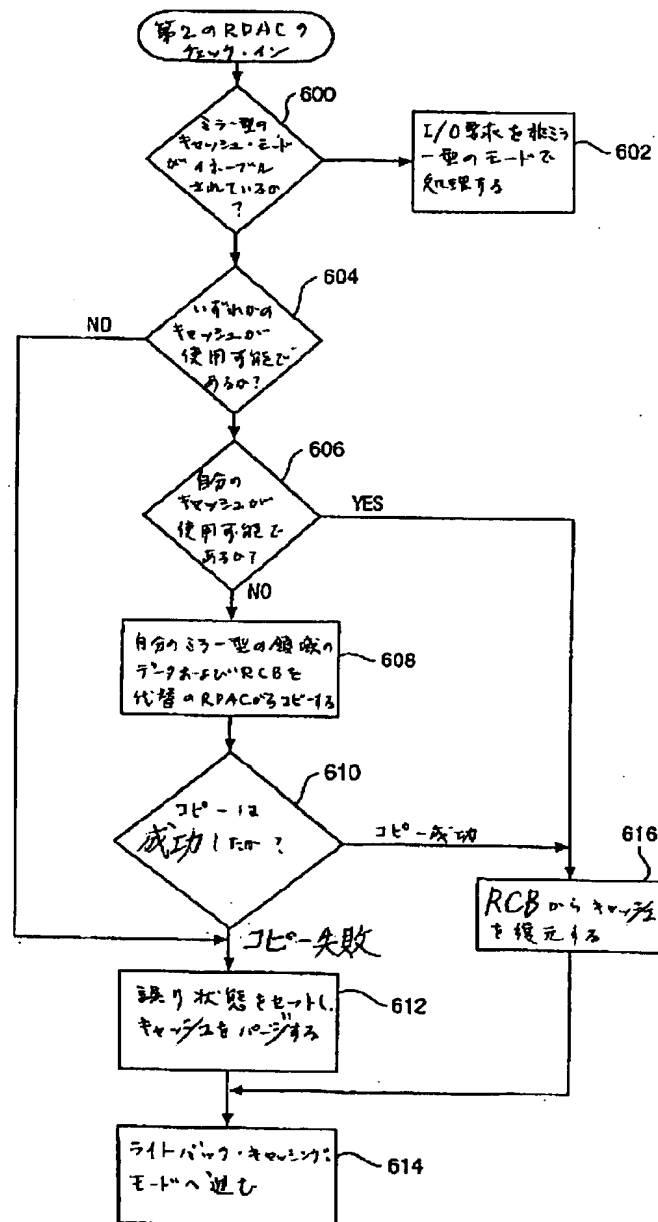 第2のRDACの
チェック・イン
600
ミラー型の
キャッシュ・モード
がイネーブル
されているか
?
I/O要求を非ミラ
ー型のモードで
処理する
602
604
NO
いずれかの
キャッシュが
使用可能で
あるか?
606
自分の
キャッシュが
使用可能で
あるか?
YES
NO
自分のミラー型の領域の
データおよびRCBを
代替のRDACからコピーする
608
610
コピーは
成功したか?
コピー成功
616
RCBからキャッシュ
を復元する
コピー失敗
誤り状態をセットし、
キャッシュをパージする
612
ライトバック・キャッシング・
モードへ進む
614